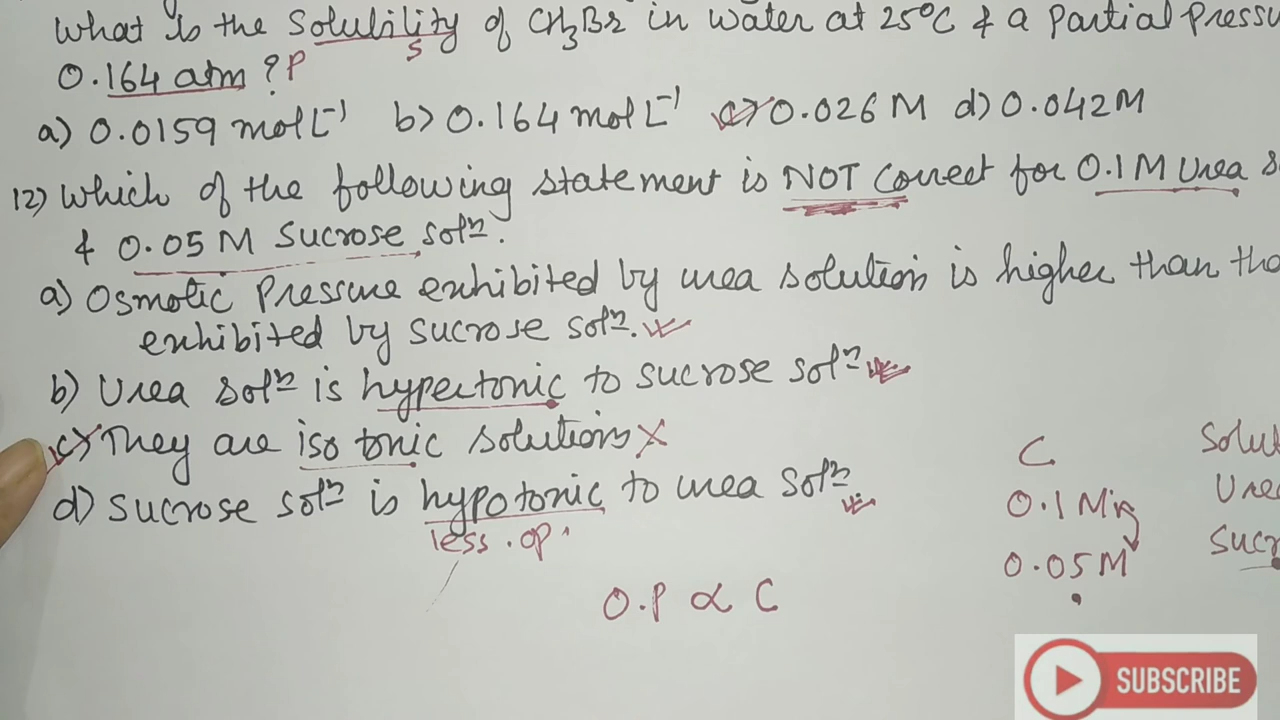 What is the solubility of CH3Br in water at 25°C & a Partial Pressu
0.164 atm? P
S
a) 0.0159 mol L⁻¹ b) 0.164 mol L⁻¹ c) 0.026 M d) 0.042 M
12) Which of the following statement is NOT correct for 0.1 M Urea s
& 0.05 M Sucrose solⁿ.
a) Osmotic Pressure exhibited by urea solution is higher than tha
exhibited by sucrose solⁿ.
b) Urea solⁿ is hypertonic to sucrose solⁿ
c) They are iso tonic solutions X
d) Sucrose solⁿ is hypotonic to urea solⁿ
less .op.
O.P ∝ C
C Solut
0.1 M Urea
0.05 M Sucr
SUBSCRIBE